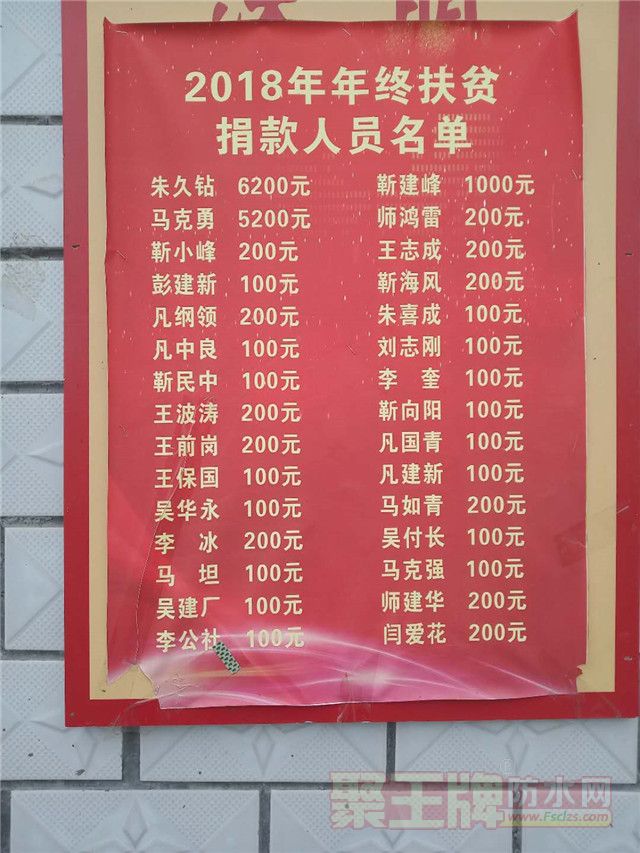 2018年年终扶贫
捐款人员名单
朱久钻 6200元
马克勇 5200元
靳小峰 200元
彭建新 100元
凡纲领 200元
凡中良 100元
靳民中 100元
王波涛 200元
王前岗 200元
王保国 100元
吴华永 100元
李 冰 200元
马 坦 100元
吴建厂 100元
李公社 100元
靳建峰 1000元
师鸿雷 200元
王志成 200元
靳海风 200元
朱喜成 100元
刘志刚 100元
李 奎 100元
靳向阳 100元
凡国青 100元
凡建新 100元
马如青 200元
吴付长 100元
马克强 100元
师建华 200元
闫爱花 200元
聚王牌防水网
www.Fsclzs.com